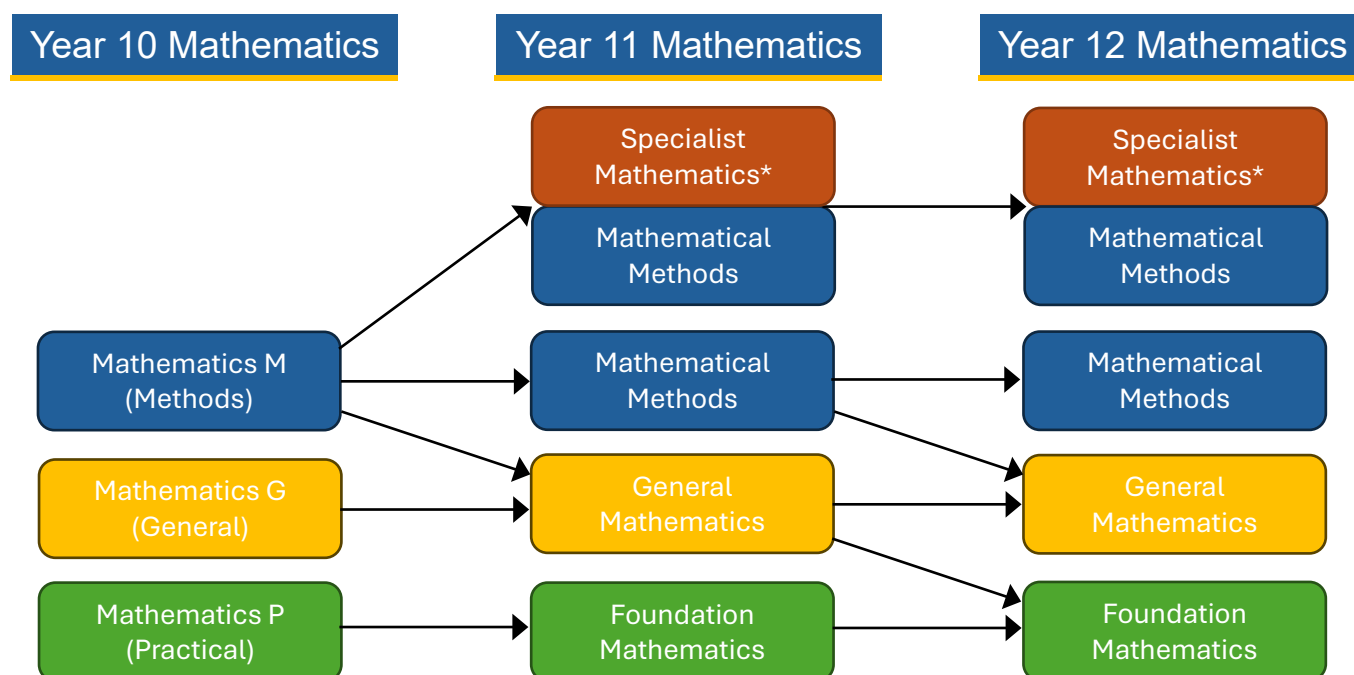 Year 10 Mathematics
Year 11 Mathematics
Year 12 Mathematics
Specialist
Mathematics*
Mathematical
Methods
Specialist
Mathematics*
Mathematical
Methods
Mathematics M
(Methods)
Mathematical
Methods
Mathematical
Methods
Mathematics G
(General)
General
Mathematics
General
Mathematics
Mathematics P
(Practical)
Foundation
Mathematics
Foundation
Mathematics